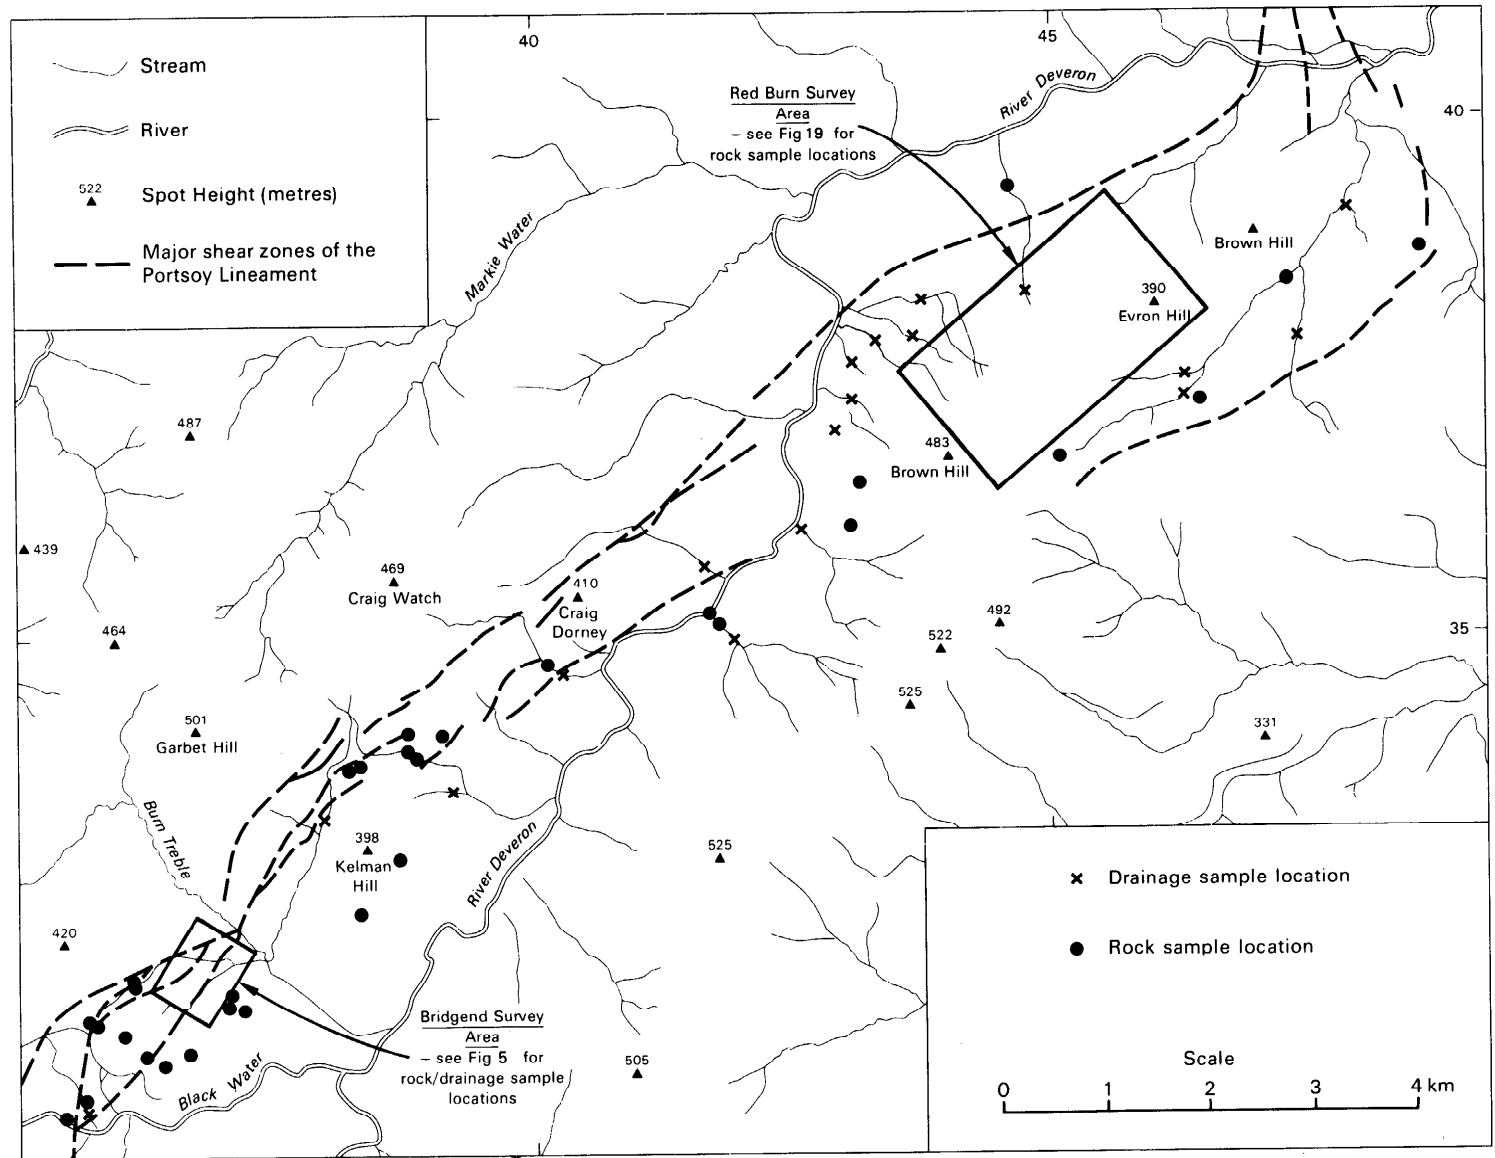 Stream
River
522
Spot Height (metres)
Major shear zones of the
Portsoy Lineament
40
45
40
35
Red Burn Survey
Area
– see Fig 19 for
rock sample locations
River Deveron
Markie Water
Brown Hill
390
Evron Hill
487
483
Brown Hill
439
469
Craig Watch
410
Craig
Dorney
464
492
522
525
501
Garbet Hill
331
Burn Treble
398
Kelman
Hill
River Deveron
525
420
Bridgend Survey
Area
– see Fig 5 for
rock/drainage sample
locations
Black Water
505
Drainage sample location
Rock sample location
Scale
0 1 2 3 4 km